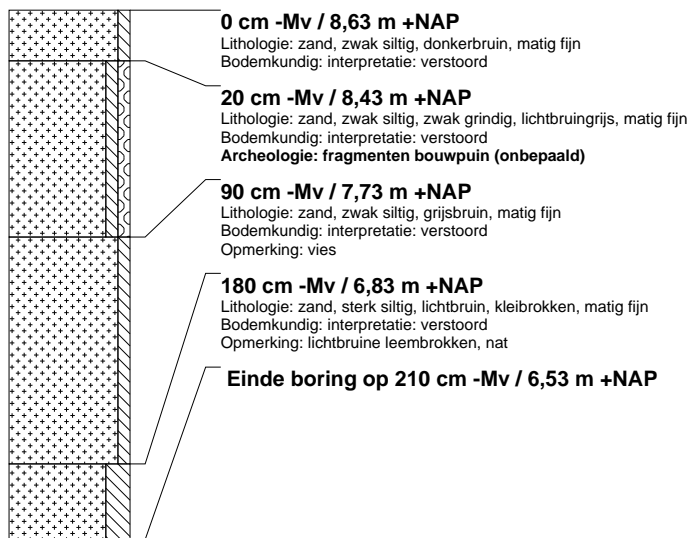 0 cm -Mv / 8,63 m +NAP
Lithologie: zand, zwak siltig, donkerbruin, matig fijn
Bodemkundig: interpretatie: verstoord
20 cm -Mv / 8,43 m +NAP
Lithologie: zand, zwak siltig, zwak grindig, lichtbruingrijs, matig fijn
Bodemkundig: interpretatie: verstoord
Archeologie: fragmenten bouwpuin (onbepaald)
90 cm -Mv / 7,73 m +NAP
Lithologie: zand, zwak siltig, grijsbruin, matig fijn
Bodemkundig: interpretatie: verstoord
Opmerking: vies
180 cm -Mv / 6,83 m +NAP
Lithologie: zand, sterk siltig, lichtbruin, kleibrokken, matig fijn
Bodemkundig: interpretatie: verstoord
Opmerking: lichtbruine leembrokken, nat
Einde boring op 210 cm -Mv / 6,53 m +NAP